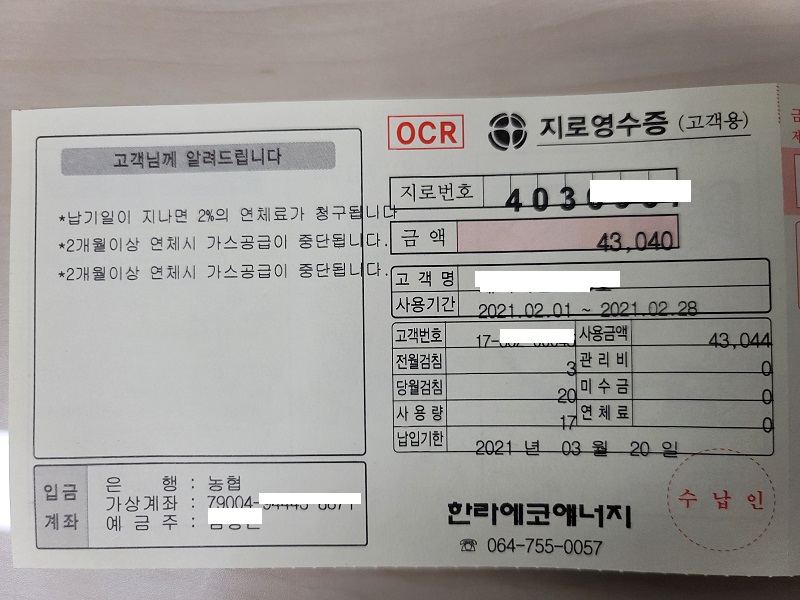 고객님께 알려드립니다
*납기일이 지나면 2%의 연체료가 청구됩니다
*2개월이상 연체시 가스공급이 중단됩니다.
*2개월이상 연체시 가스공급이 중단됩니다.
입금
계좌
은 행 : 농협
가상계좌 : 79004-
예 금 주 :
OCR 지로영수증 (고객용)
지로번호 403
금 액 43,040
고 객 명
사용기간 2021.02.01 ~ 2021.02.28
고객번호 17- 사용금액 43,044
전월검침 3 관 리 비 0
당월검침 20 미 수 금 0
사 용 량 17 연 체 료 0
납입기한 2021 년 03 월 20 일
수 납 인
한라에코애너지
☏ 064-755-0057
금